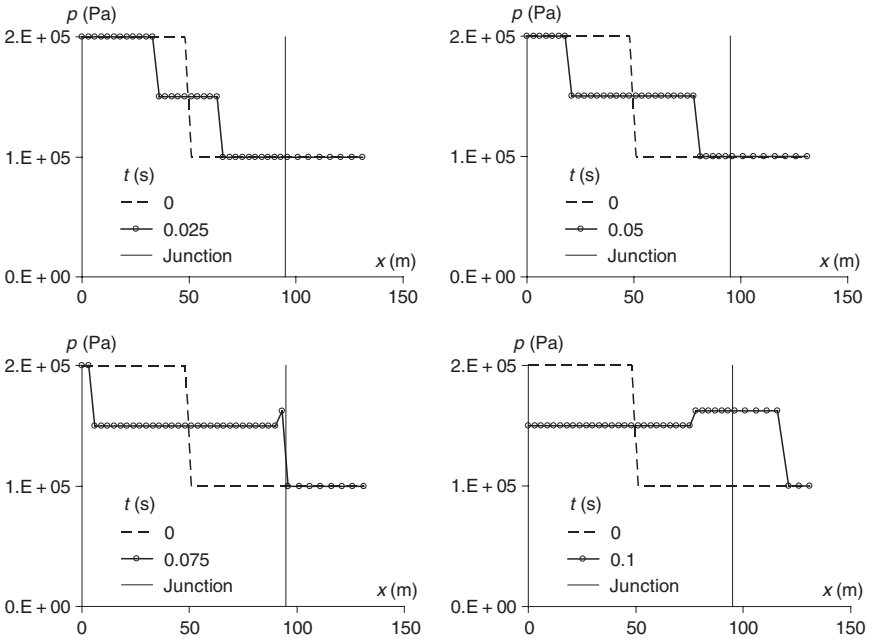 p (Pa)
2.E + 05
1.E + 05
t (s)
0
0.025
Junction
x (m)
0.E + 00
0 50 100 150
p (Pa)
2.E + 05
1.E + 05
t (s)
0
0.05
Junction
x (m)
0.E + 00
0 50 100 150
p (Pa)
2.E + 05
1.E + 05
t (s)
0
0.075
Junction
x (m)
0.E + 00
0 50 100 150
p (Pa)
2.E + 05
1.E + 05
t (s)
0
0.1
Junction
x (m)
0.E + 00
0 50 100 150